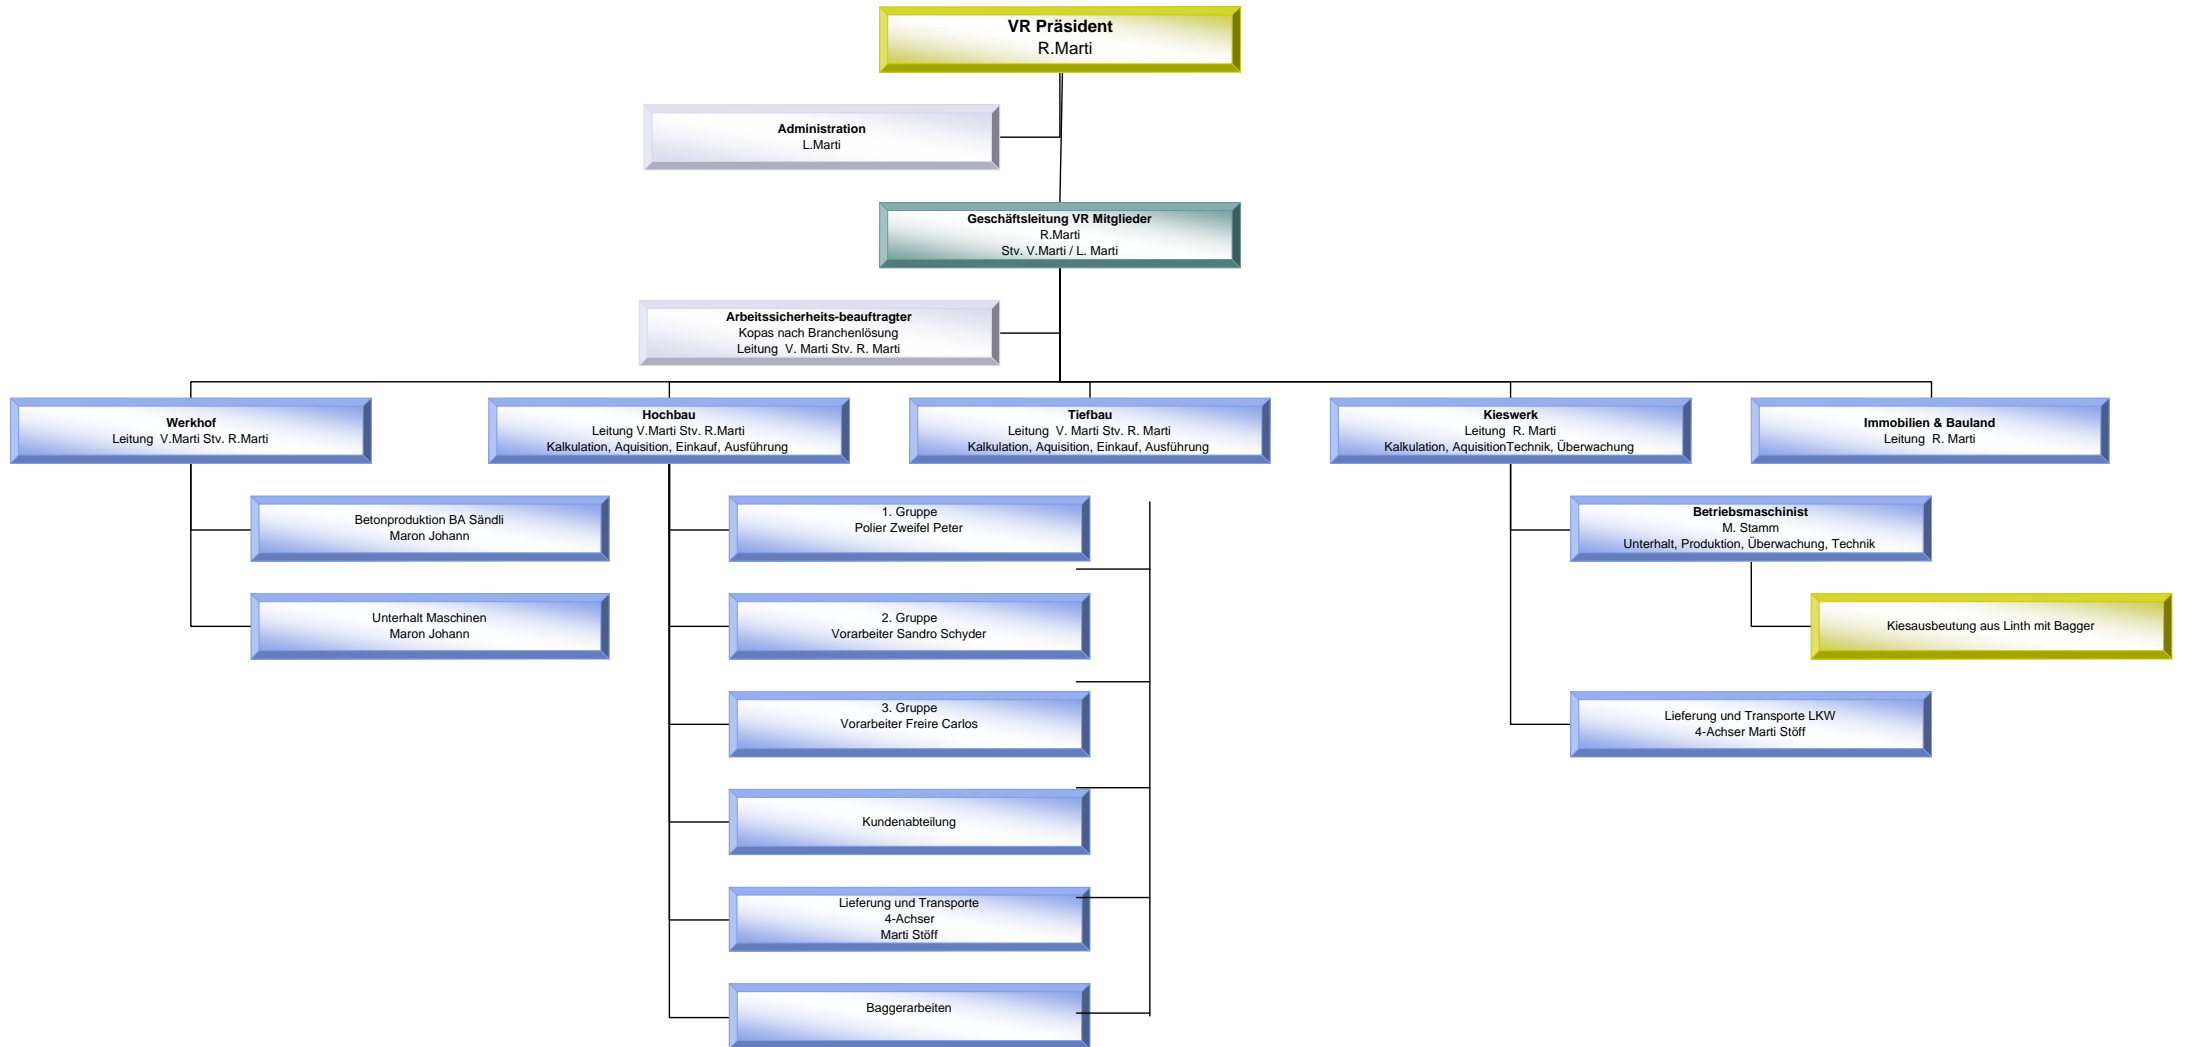 VR Präsident
R.Marti
Administration
L.Marti
Geschäftsleitung VR Mitglieder
R.Marti
Stv. V.Marti / L. Marti
Arbeitssicherheits-beauftragter
Kopas nach Branchenlösung
Leitung  V. Marti Stv. R. Marti
Werkhof
Leitung  V.Marti Stv. R.Marti
Hochbau
Leitung V.Marti Stv. R.Marti
Kalkulation, Aquisition, Einkauf, Ausführung
Tiefbau
Leitung  V. Marti Stv. R. Marti
Kalkulation, Aquisition, Einkauf, Ausführung
Kieswerk
Leitung  R. Marti
Kalkulation, AquisitionTechnik, Überwachung
Immobilien & Bauland
Leitung  R. Marti
Betonproduktion BA Sändli
Maron Johann
Unterhalt Maschinen
Maron Johann
1. Gruppe
Polier Zweifel Peter
2. Gruppe
Vorarbeiter Sandro Schyder
3. Gruppe
Vorarbeiter Freire Carlos
Kundenabteilung
Lieferung und Transporte
4-Achser
Marti Stöff
Baggerarbeiten
Betriebsmaschinist
M. Stamm
Unterhalt, Produktion, Überwachung, Technik
Kiesausbeutung aus Linth mit Bagger
Lieferung und Transporte LKW
4-Achser Marti Stöff